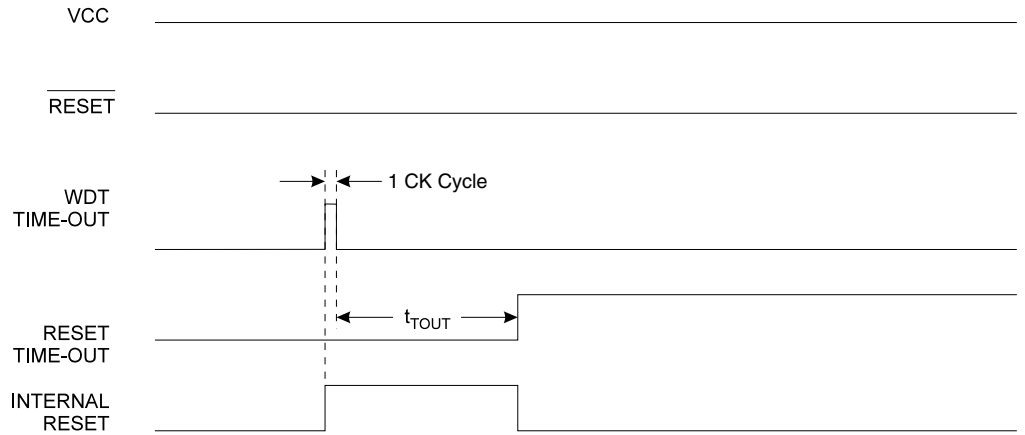 VCC
RESET
WDT
TIME-OUT
1 CK Cycle
RESET
TIME-OUT
tTOUT
INTERNAL
RESET